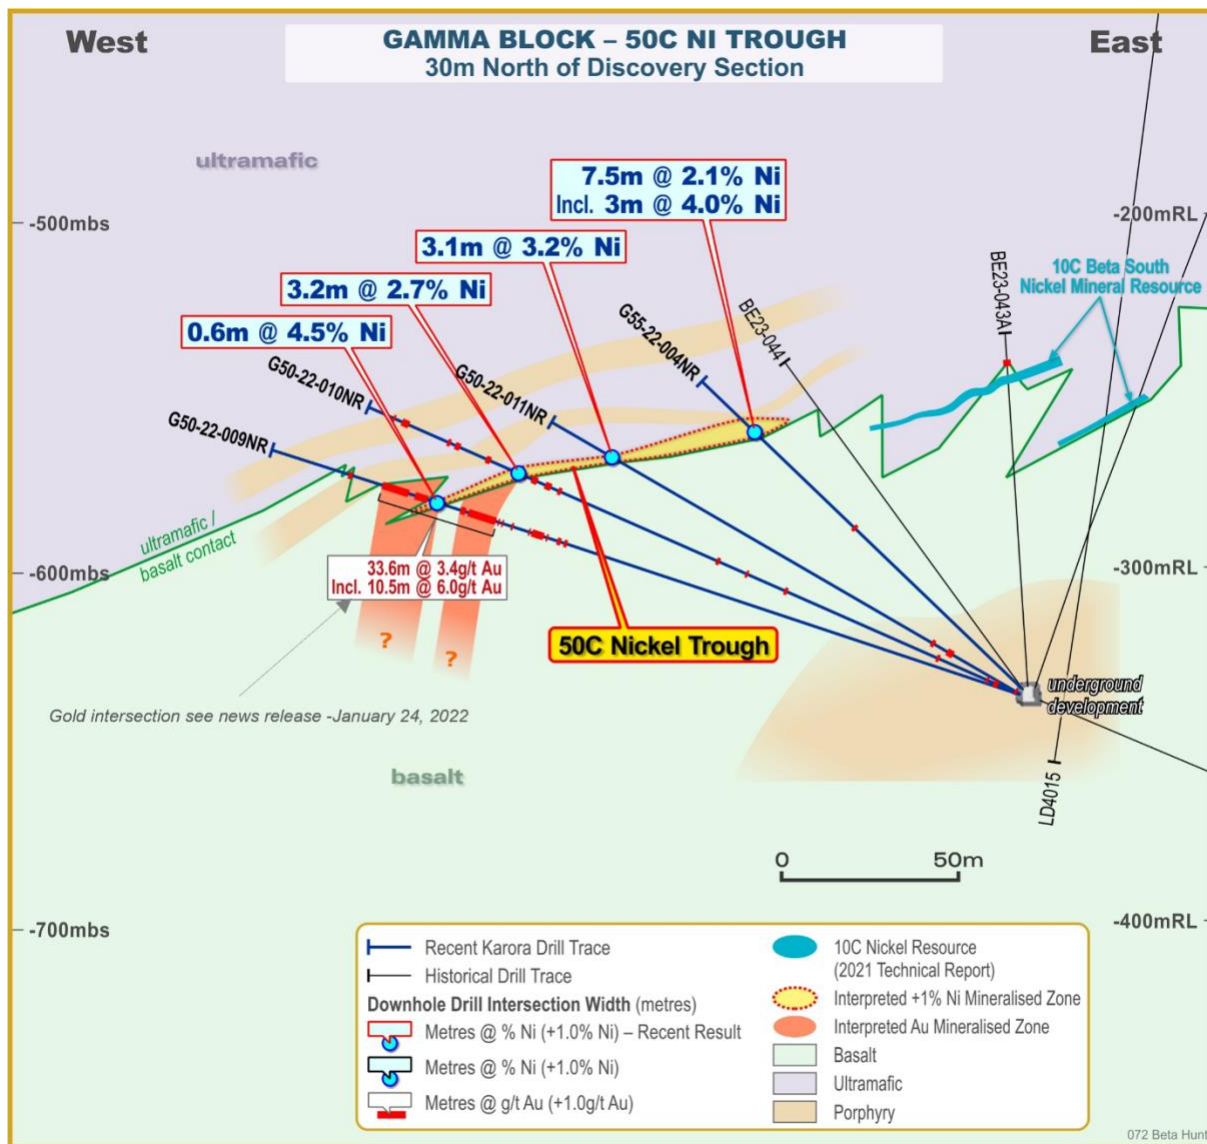 West
GAMMA BLOCK – 50C NI TROUGH
30m North of Discovery Section
East
ultramafic
7.5m @ 2.1% Ni
Incl. 3m @ 4.0% Ni
-500mbs
-200mRL
3.1m @ 3.2% Ni
10C Beta South
Nickel Mineral Resource
3.2m @ 2.7% Ni
0.6m @ 4.5% Ni
BE23-043A
BE23-044
G55-22-004NR
G50-22-010NR
G50-22-011NR
G50-22-009NR
ultramafic /
basalt contact
33.6m @ 3.4g/t Au
Incl. 10.5m @ 6.0g/t Au
-600mbs
-300mRL
? ?
50C Nickel Trough
underground
development
Gold intersection see news release -January 24, 2022
basalt
LD4015
0 50m
-700mbs
-400mRL
Recent Karora Drill Trace
Historical Drill Trace
Downhole Drill Intersection Width (metres)
Metres @ % Ni (+1.0% Ni) – Recent Result
Metres @ % Ni (+1.0% Ni)
Metres @ g/t Au (+1.0g/t Au)
10C Nickel Resource
(2021 Technical Report)
Interpreted +1% Ni Mineralised Zone
Interpreted Au Mineralised Zone
Basalt
Ultramafic
Porphyry
072 Beta Hunt